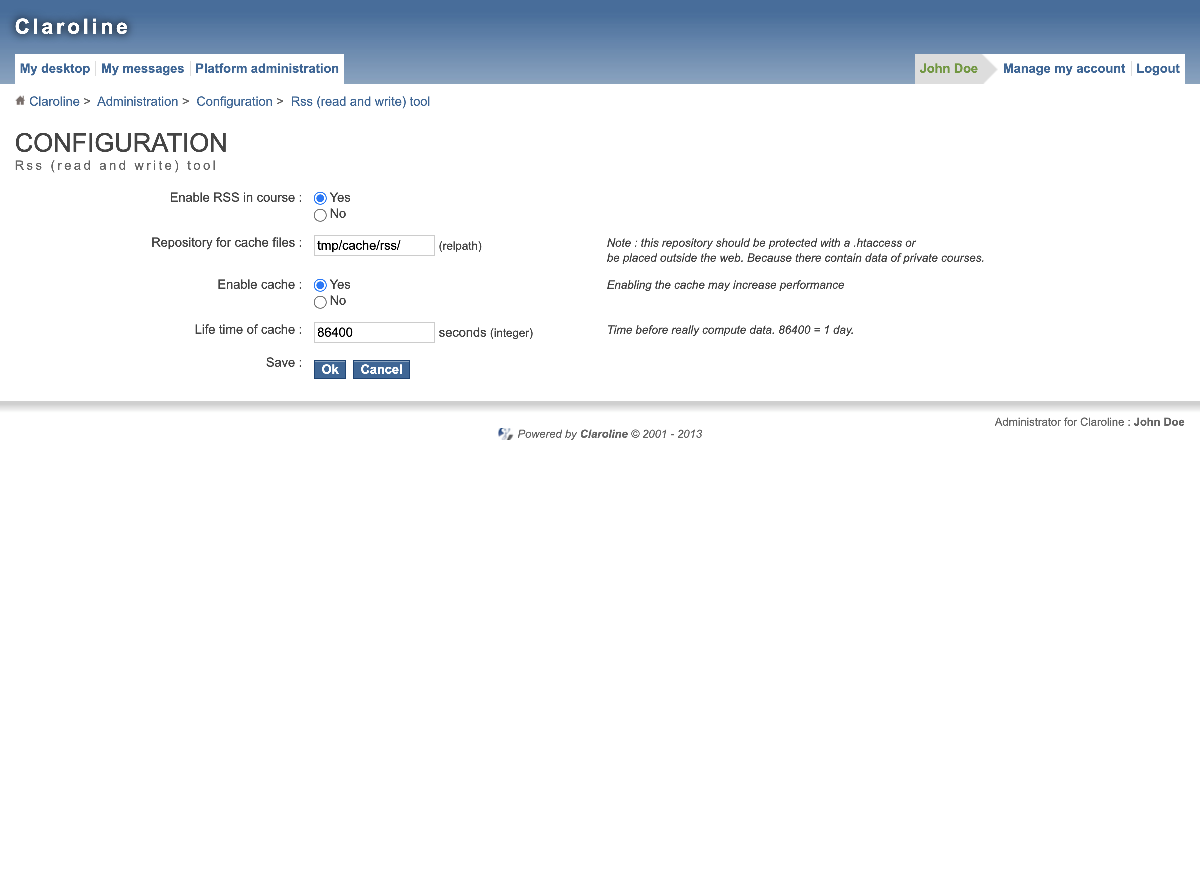 Claroline
My desktop My messages Platform administration
John Doe Manage my account Logout
Claroline > Administration > Configuration > Rss (read and write) tool
CONFIGURATION
Rss (read and write) tool
Enable RSS in course : Yes
No
Repository for cache files : tmp/cache/rss/ (relpath) Note : this repository should be protected with a .htaccess or
be placed outside the web. Because there contain data of private courses.
Enable cache : Yes Enabling the cache may increase performance
No
Life time of cache : 86400 seconds (integer) Time before really compute data. 86400 = 1 day.
Save : Ok Cancel
Administrator for Claroline : John Doe
Powered by Claroline © 2001 - 2013